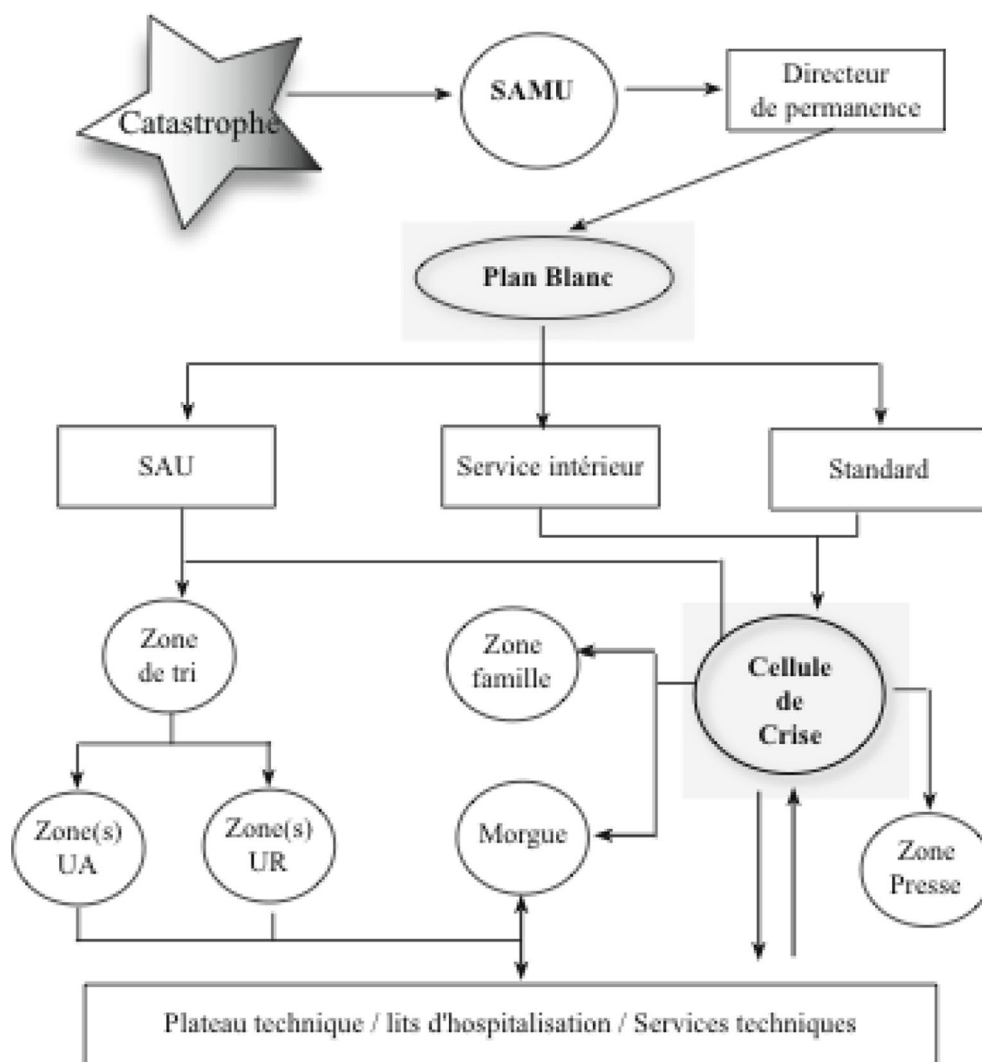 Catastrophe
SAMU
Directeur
de permanence
Plan Blanc
SAU
Service intérieur
Standard
Zone
de tri
Zone
famille
Cellule
de
Crise
Zone(s)
UA
Zone(s)
UR
Morgue
Zone
Presse
Plateau technique / lits d'hospitalisation / Services techniques